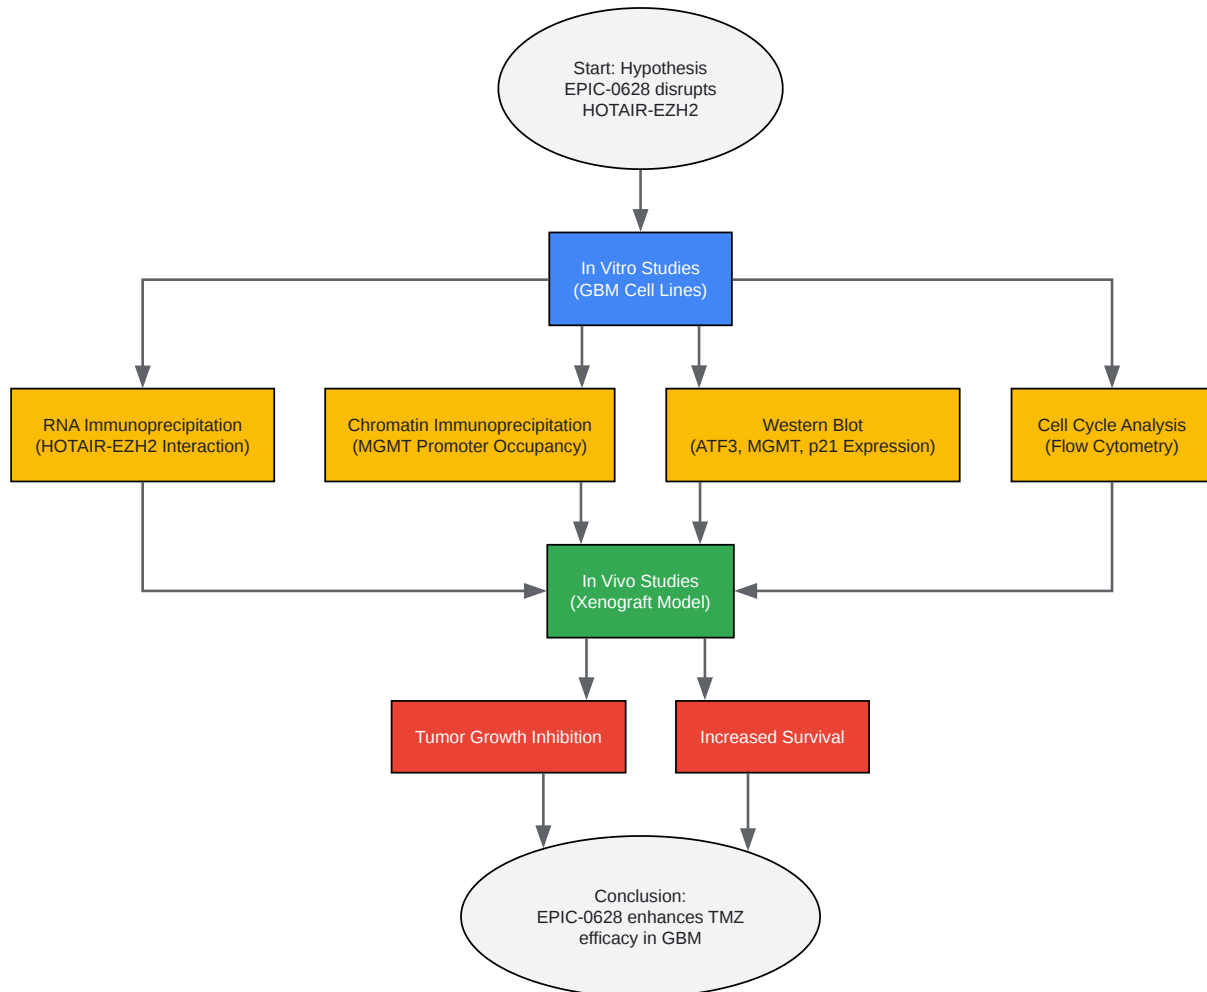 Start: Hypothesis
EPIC-0628 disrupts
HOTAIR-EZH2
In Vitro Studies
(GBM Cell Lines)
RNA Immunoprecipitation
(HOTAIR-EZH2 Interaction)
Chromatin Immunoprecipitation
(MGMT Promoter Occupancy)
Western Blot
(ATF3, MGMT, p21 Expression)
Cell Cycle Analysis
(Flow Cytometry)
In Vivo Studies
(Xenograft Model)
Tumor Growth Inhibition
Increased Survival
Conclusion:
EPIC-0628 enhances TMZ
efficacy in GBM